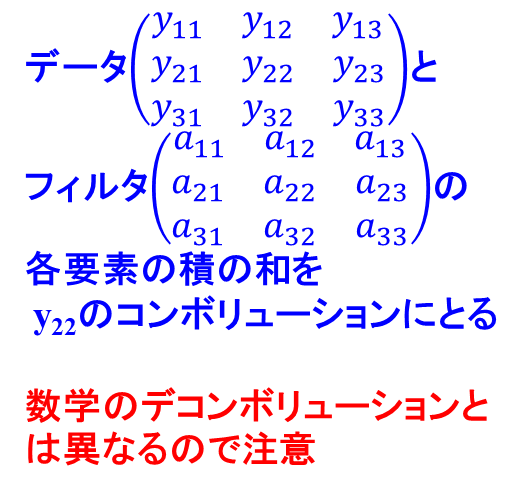 データ(y11 y12 y13
y21 y22 y23
y31 y32 y33)と
フィルタ(a11 a12 a13
a21 a22 a23
a31 a32 a33)の
各要素の積の和を
y22のコンボリューションにとる
数学のデコンボリューションと
は異なるので注意